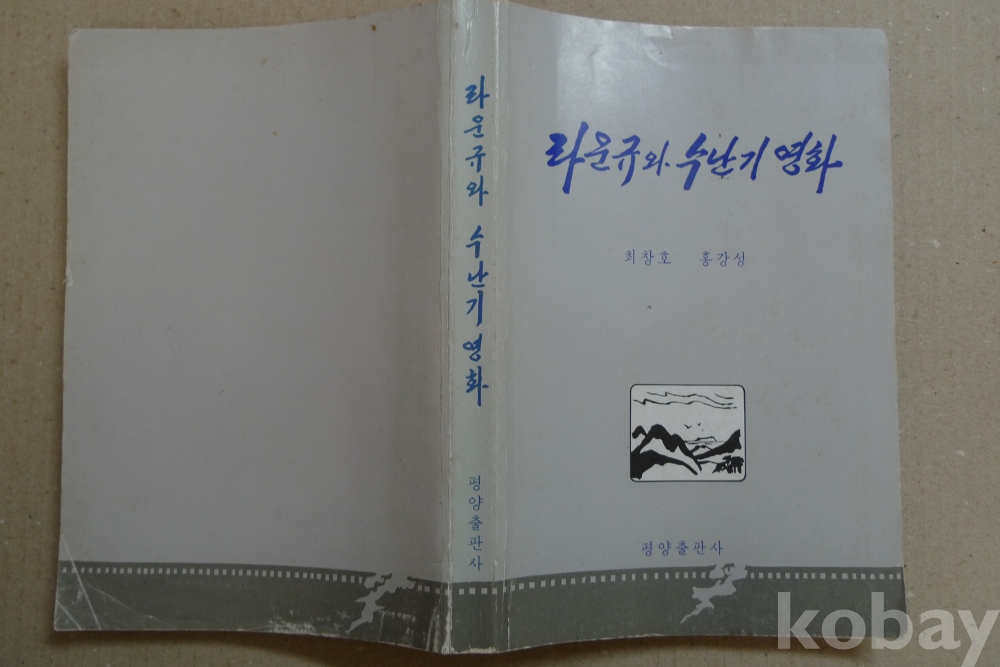 라운규와 수난기 영화
평양출판사
라운규와 수난기 영화
최창호 홍강성
평양출판사
kobay